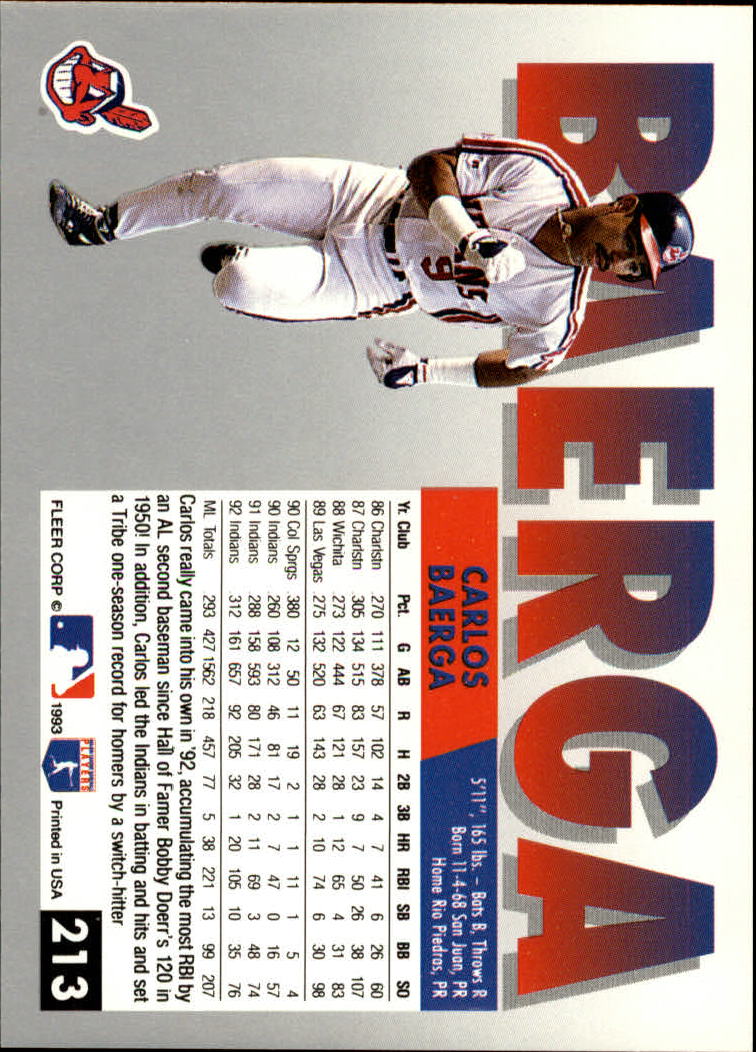 BAERGA
INDIANS
9
CARLOS
BAERGA
5'11", 165 lbs. – Bats B, Throws R
Born 11-4-68 San Juan, PR
Home Rio Piedras, PR
Yr. Club Pct. G AB R H 2B 3B HR RBI SB BB SO
86 Charlstn .270 111 378 57 102 14 4 7 41 6 26 60
87 Charlstn .305 134 515 83 157 23 9 7 50 26 38 107
88 Wichita .273 122 444 67 121 28 1 12 65 4 31 83
89 Las Vegas .275 132 520 63 143 28 2 10 74 6 30 98
90 Col Sprgs .380 12 50 11 19 2 1 1 11 1 5 4
90 Indians .260 108 312 46 81 17 2 7 47 0 16 57
91 Indians .288 158 593 80 171 28 2 11 69 3 48 74
92 Indians .312 161 657 92 205 32 1 20 105 10 35 76
ML Totals .293 427 1562 218 457 77 5 38 221 13 99 207
Carlos really came into his own in '92, accumulating the most RBI by
an AL second baseman since Hall of Famer Bobby Doerr's 120 in
1950! In addition, Carlos led the Indians in batting and hits and set
a Tribe one-season record for homers by a switch-hitter
FLEER CORP © 1993 PLAYERS Printed in USA
213